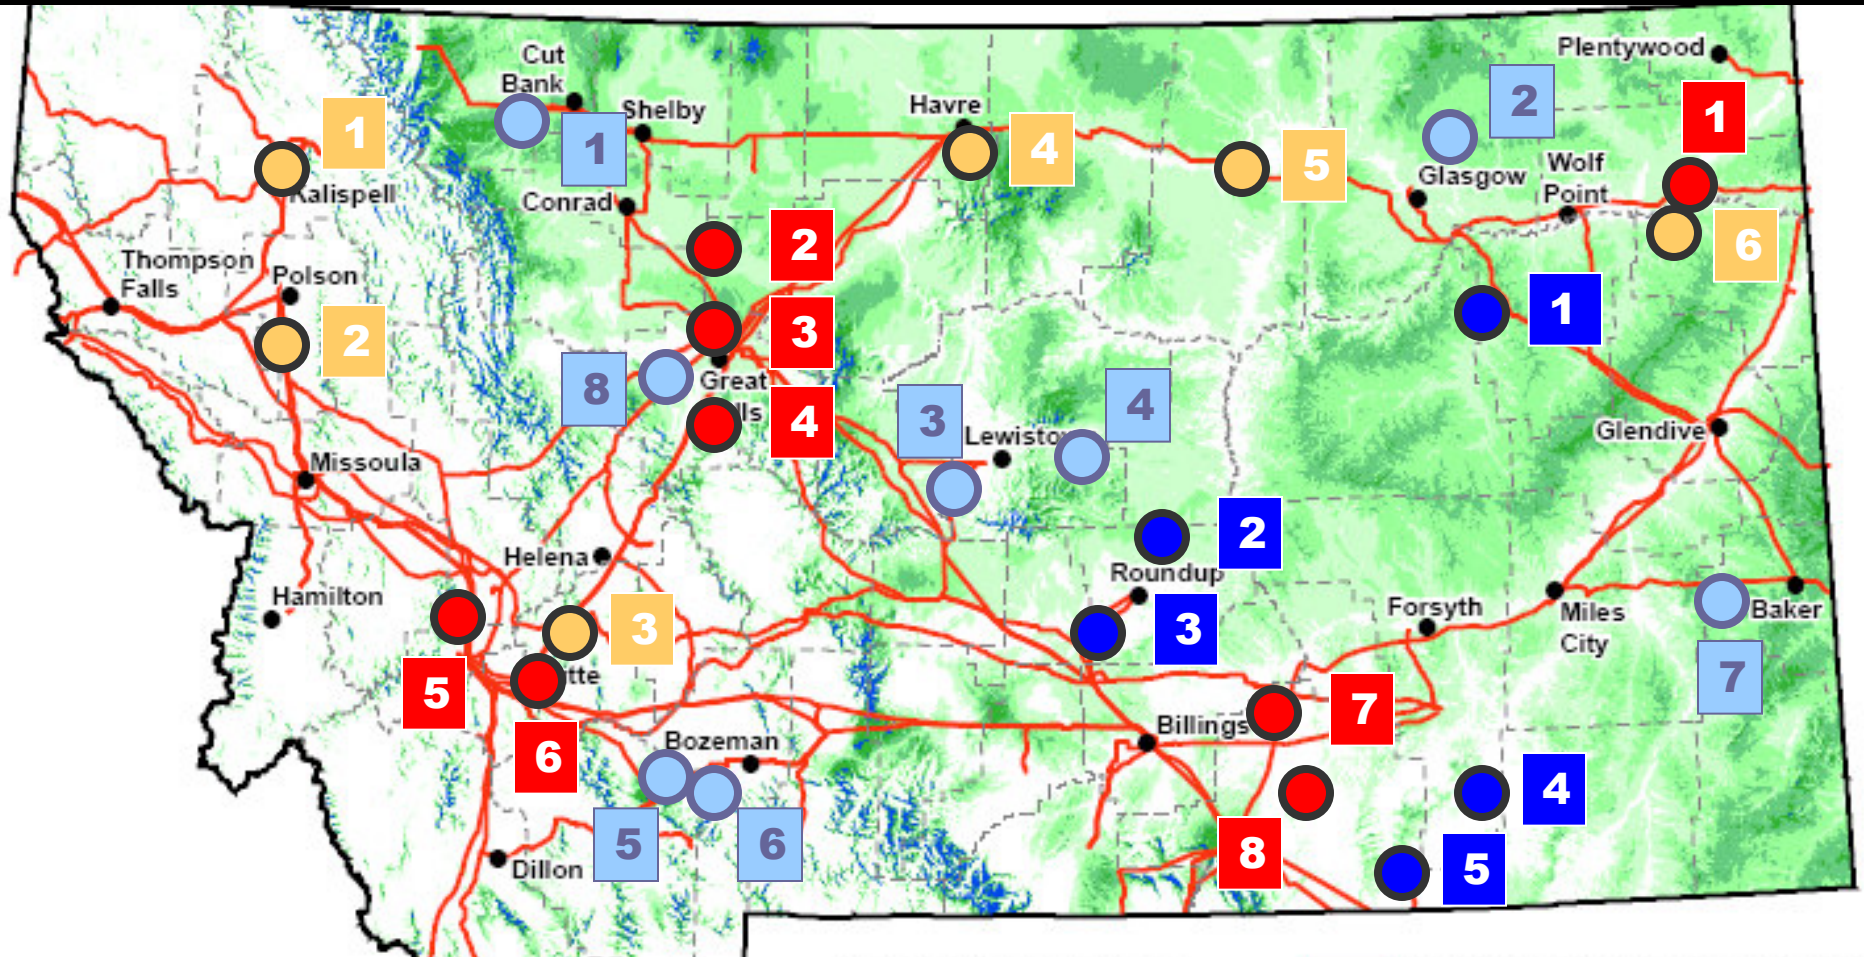 Plentywood
Cut
Bank
2
1
Shelby
Havre
1
1
4
5
Wolf
Point
Glasgow
Kalispell
Conrad
2
6
Thompson
Falls
Polson
1
3
2
8
Great
4
3
4
Lewistow
Glendive
Missoula
2
Helena
Roundup
Hamilton
3
3
Forsyth
Miles
City
Baker
5
7
7
Billings
6
Bozeman
4
5
6
8
5
Dillon